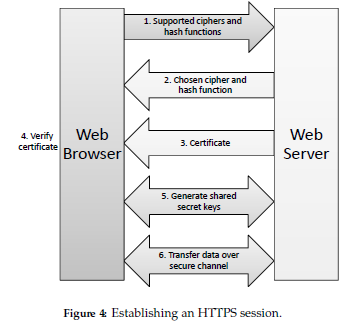 1. Supported ciphers and
hash functions
2. Chosen cipher and
hash function
4. Verify
certificate
Web
Browser
3. Certificate
Web
Server
5. Generate shared
secret keys
6. Transfer data over
secure channel
Figure 4: Establishing an HTTPS session.